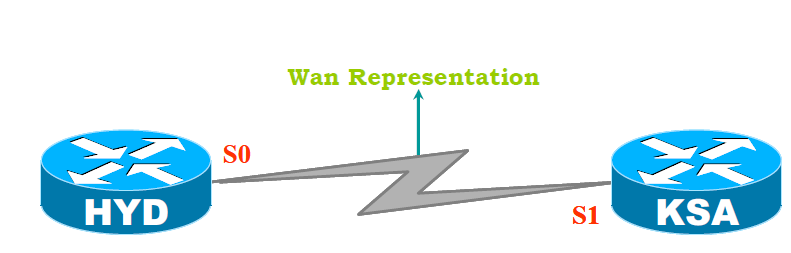 Wan Representation
S0
HYD
S1
KSA